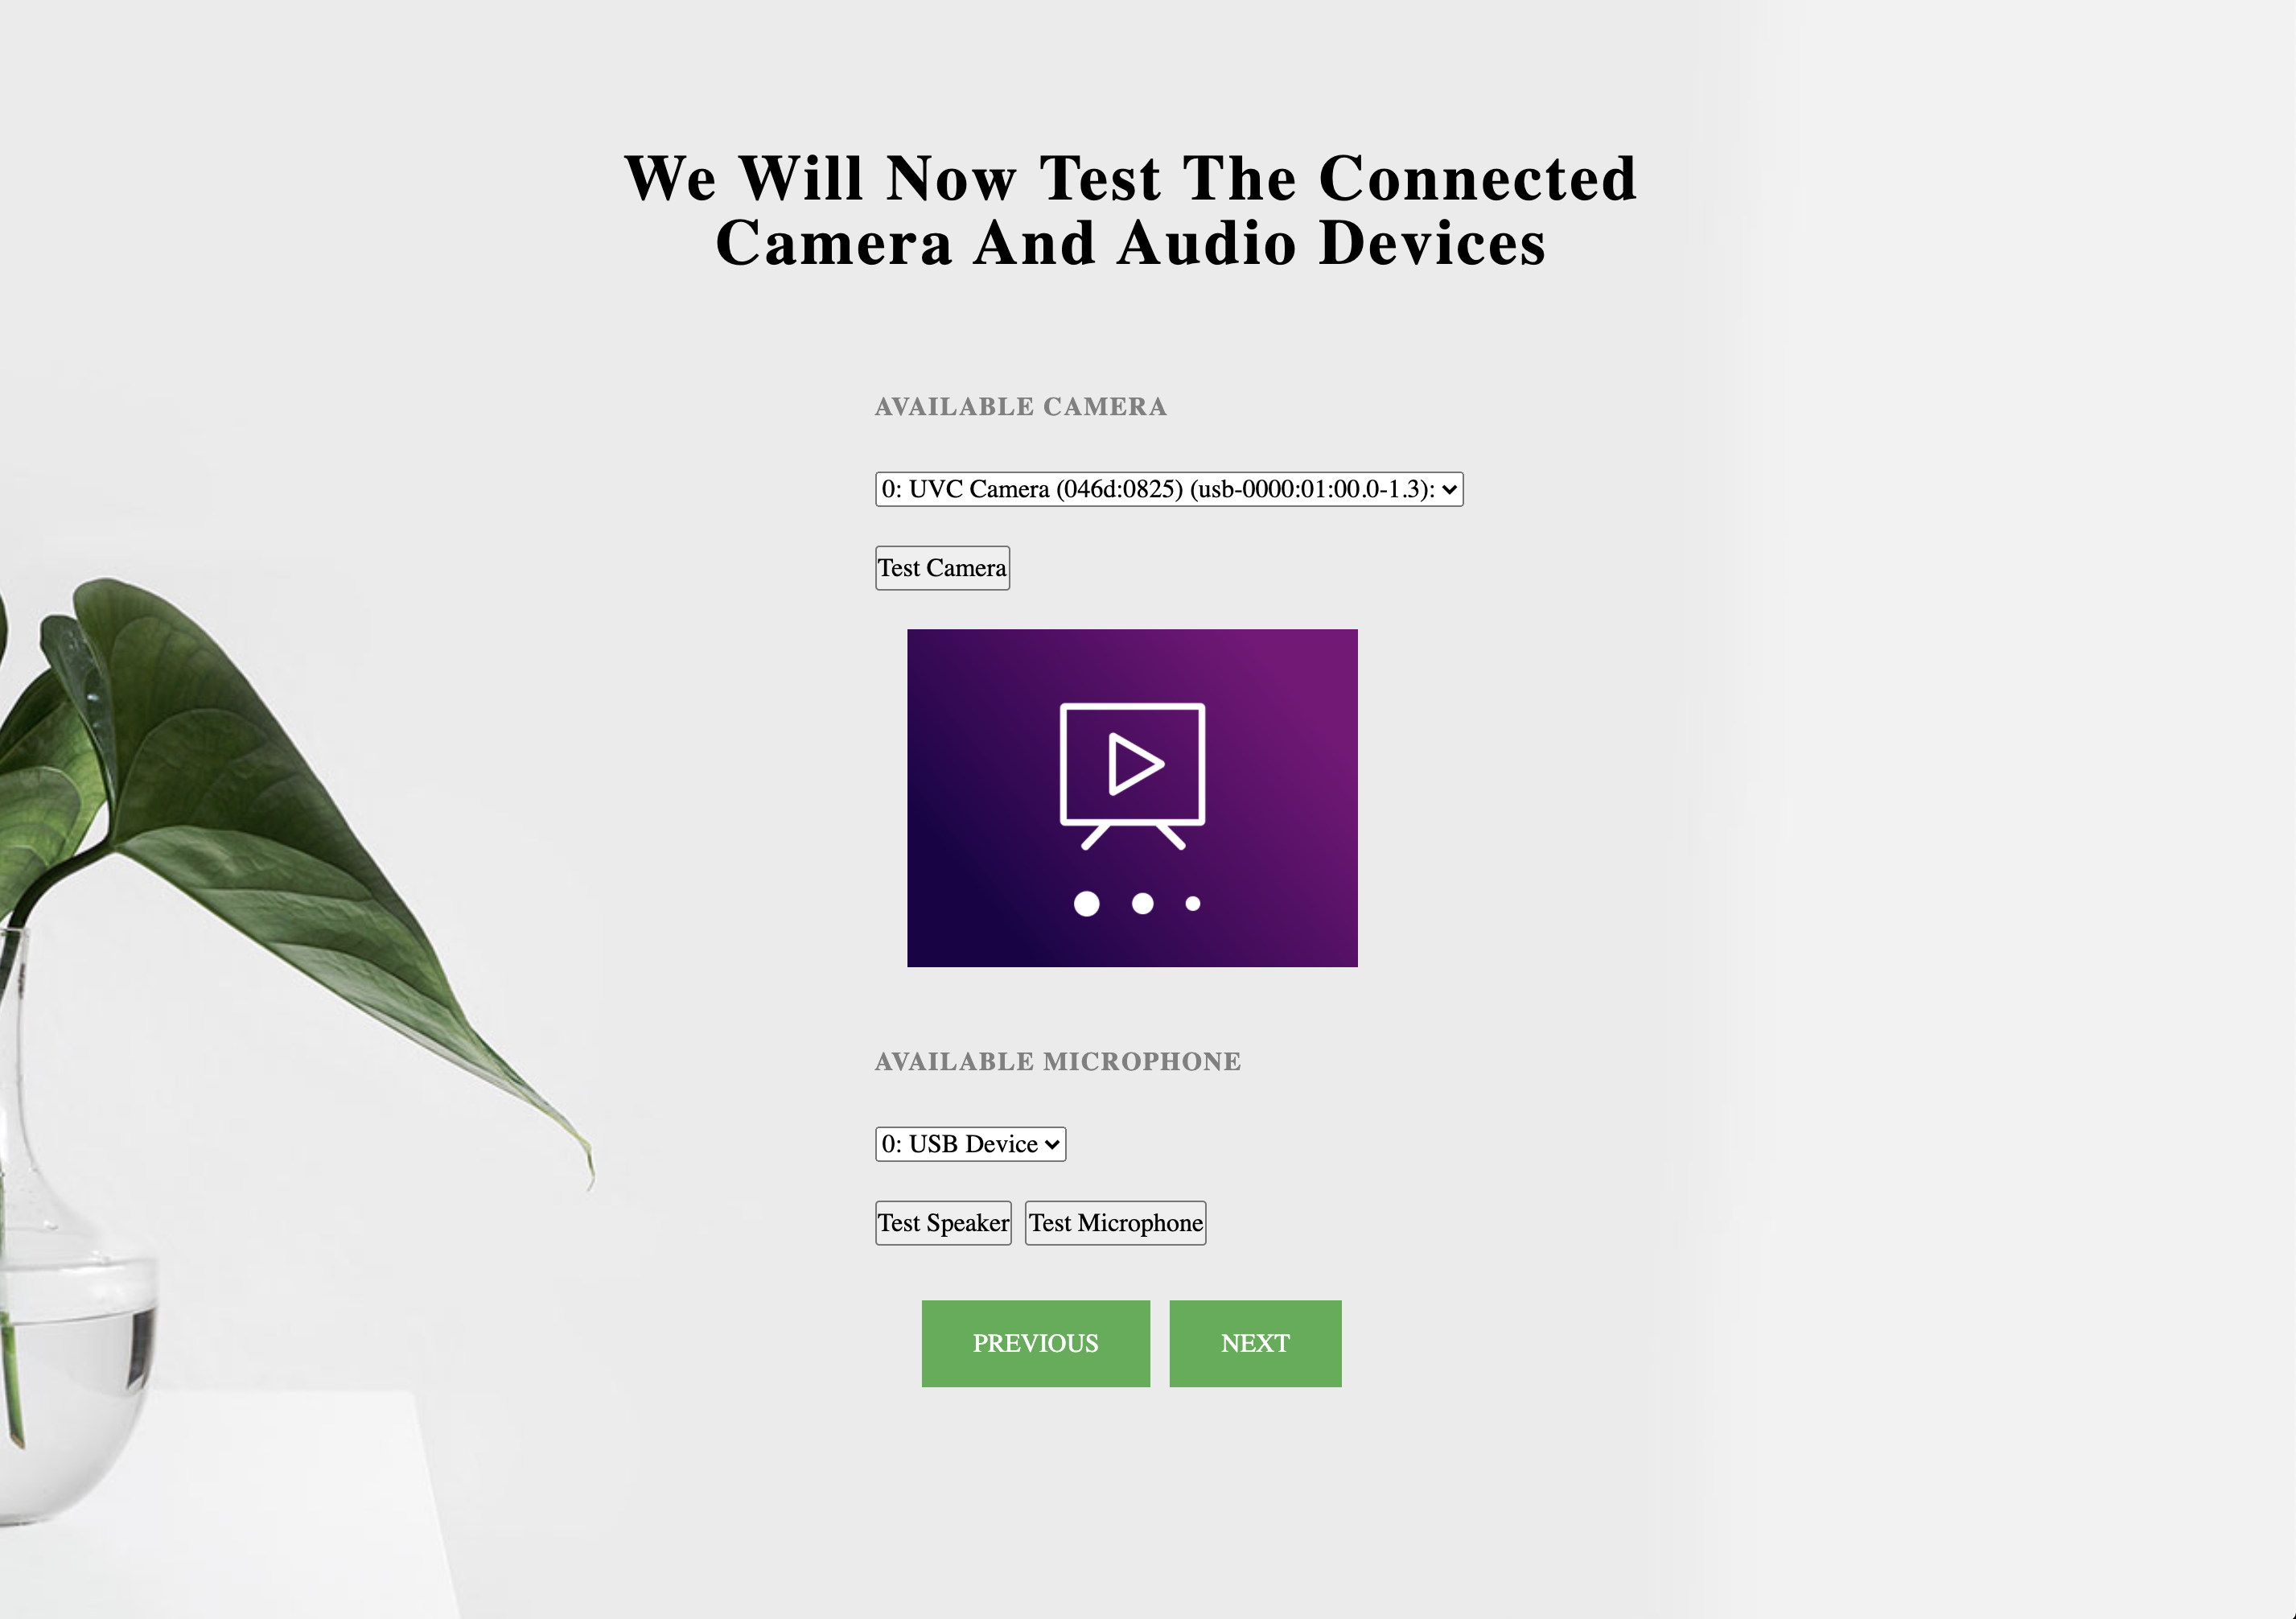 We Will Now Test The Connected
Camera And Audio Devices
AVAILABLE CAMERA
0: UVC Camera (046d:0825) (usb-0000:01:00.0-1.3):
Test Camera
AVAILABLE MICROPHONE
0: USB Device
Test Speaker Test Microphone
PREVIOUS NEXT